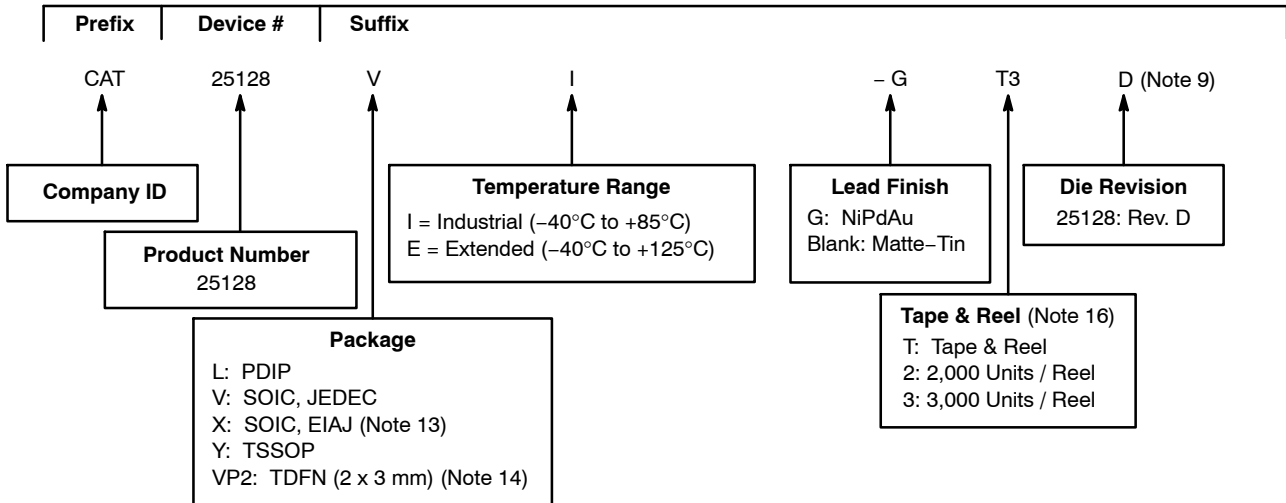 Prefix Device # Suffix
CAT 25128 V I – G T3 D (Note 9)
Company ID
Product Number
25128
Package
L: PDIP
V: SOIC, JEDEC
X: SOIC, EIAJ (Note 13)
Y: TSSOP
VP2: TDFN (2 x 3 mm) (Note 14)
Temperature Range
I = Industrial (−40°C to +85°C)
E = Extended (−40°C to +125°C)
Lead Finish
G: NiPdAu
Blank: Matte−Tin
Tape & Reel (Note 16)
T: Tape & Reel
2: 2,000 Units / Reel
3: 3,000 Units / Reel
Die Revision
25128: Rev. D